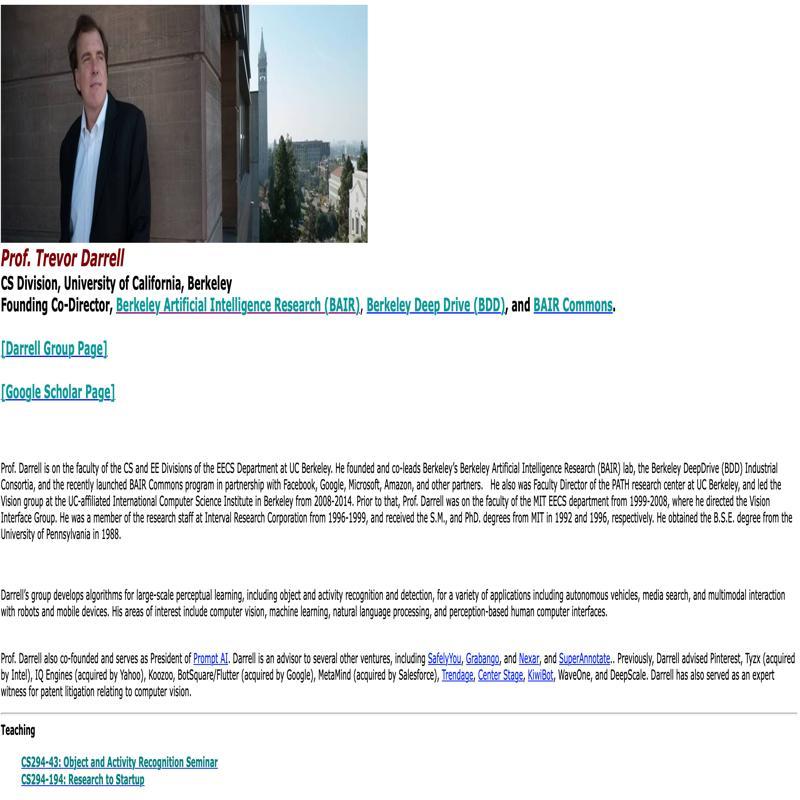 Prof. Trevor Darrell
CS Division, University of California, Berkeley
Founding Co-Director, Berkeley Artificial Intelligence Research (BAIR), Berkeley Deep Drive (BDD), and BAIR Commons.
[Darrell Group Page]
[Google Scholar Page]
Prof. Darrell is on the faculty of the CS and EE Divisions of the EECS Department at UC Berkeley. He founded and co-leads Berkeley's Berkeley Artificial Intelligence Research (BAIR) lab, the Berkeley DeepDrive (BDD) Industrial
Consortia, and the recently launched BAIR Commons program in partnership with Facebook, Google, Microsoft, Amazon, and other partners. He also was Faculty Director of the PATH research center at UC Berkeley, and led the
Vision group at the UC-affiliated International Computer Science Institute in Berkeley from 2008-2014. Prior to that, Prof. Darrell was on the faculty of the MIT EECS department from 1999-2008, where he directed the Vision
Interface Group. He was a member of the research staff at Interval Research Corporation from 1996-1999, and received the S.M., and PhD. degrees from MIT in 1992 and 1996, respectively. He obtained the B.S.E. degree from the
University of Pennsylvania in 1988.
Darrell's group develops algorithms for large-scale perceptual learning, including object and activity recognition and detection, for a variety of applications including autonomous vehicles, media search, and multimodal interaction
with robots and mobile devices. His areas of interest include computer vision, machine learning, natural language processing, and perception-based human computer interfaces.
Prof. Darrell also co-founded and serves as President of Prompt AI. Darrell is an advisor to several other ventures, including SafelyYou, Grabango, and Nexar, and SuperAnnotate.. Previously, Darrell advised Pinterest, Tyzx (acquired
by Intel), IQ Engines (acquired by Yahoo), Koozoo, BotSquare/Flutter (acquired by Google), MetaMind (acquired by Salesforce), Trendage, Center Stage, KiwiBot, WaveOne, and DeepScale. Darrell has also served as an expert
witness for patent litigation relating to computer vision.
Teaching
CS294-43: Object and Activity Recognition Seminar
CS294-194: Research to Startup